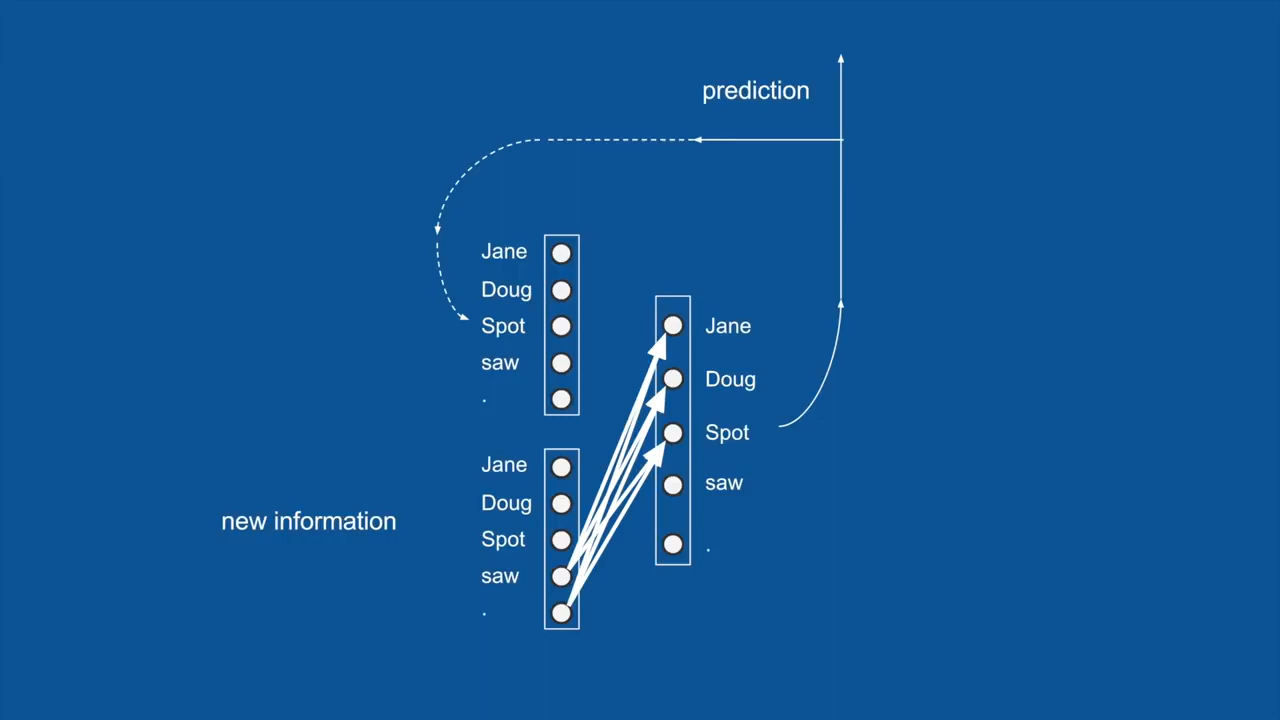 prediction
Jane
Doug
Spot
saw
.
Jane
Doug
Spot
saw
.
new information
Jane
Doug
Spot
saw
.